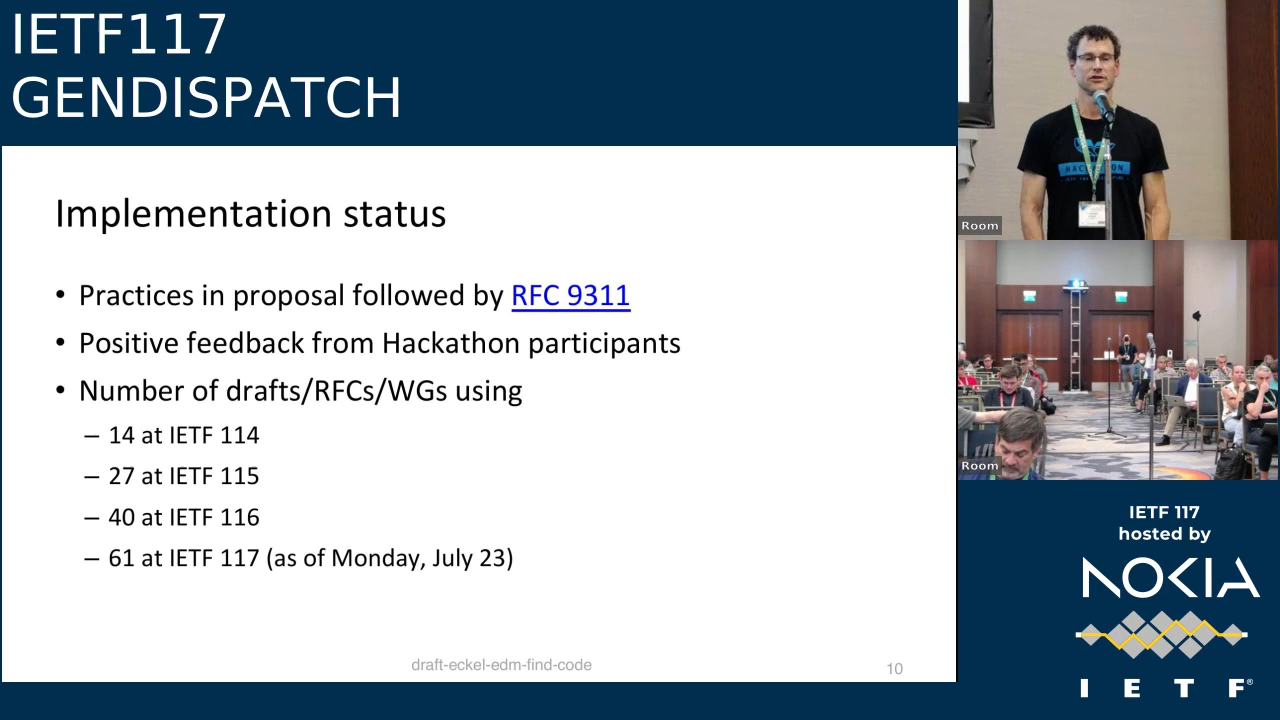 IETF117
GENDISPATCH
Implementation status
• Practices in proposal followed by RFC 9311
• Positive feedback from Hackathon participants
• Number of drafts/RFCs/WGs using
– 14 at IETF 114
– 27 at IETF 115
– 40 at IETF 116
– 61 at IETF 117 (as of Monday, July 23)
draft-eckel-edm-find-code
10
Room
Room
IETF 117
hosted by
NOKIA
I E T F®